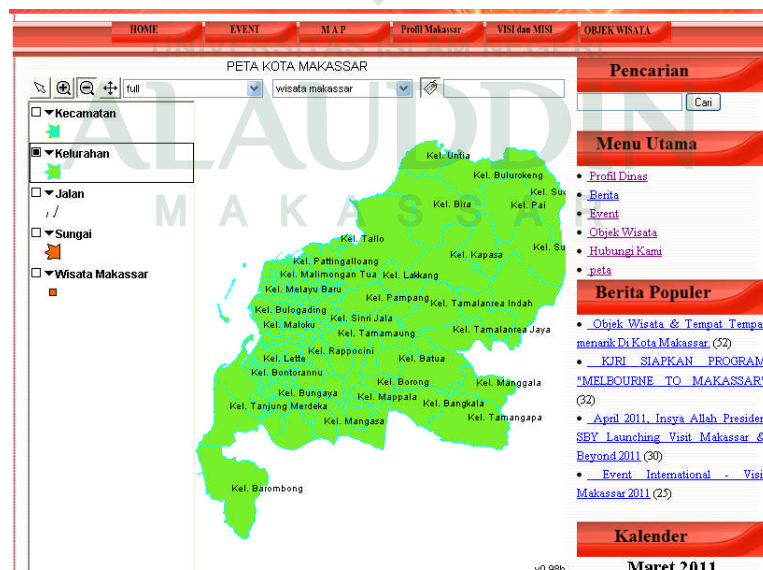 HOME EVENT M A P Profil Makassar VISI dan MISI OBJEK WISATA
UNIVERSITAS ISLAM NEGERI
ALAUDDIN
MAKASSAR
PETA KOTA MAKASSAR
full wisata makassar
Kecamatan
Kelurahan
Jalan
Sungai
Wisata Makassar
Kel. Untia
Kel. Bulurokeng
Kel. Suc
Kel. Bira Kel. Pai
Kel. Tallo
Kel. Su
Kel. Kapasa
Kel. Pattingalloang
Kel. Malimongan Tua Kel. Lakkang
Kel. Melayu Baru
Kel. Pampang Kel. Tamalanrea Indah
Kel. Bulogading
Kel. Sinri Jala
Kel. Maloku
Kel. Tamamaung Kel. Tamalanrea Jaya
Kel. Rappocini
Kel. Lette Kel. Batua
Kel. Bontorannu
Kel. Borong Kel. Manggala
Kel. Bungaya
Kel. Mappala
Kel. Tanjung Merdeka Kel. Bangkala
Kel. Mangasa Kel. Tamangapa
Kel. Barombong
v0.98b
Pencarian
Cari
Menu Utama
• Profil Dinas
• Berita
• Event
• Objek Wisata
• Hubungi Kami
• peta
Berita Populer
• Objek Wisata & Tempat Tempa
menarik Di Kota Makassar. (52)
• KJRI SIAPKAN PROGRAM
"MELBOURNE TO MAKASSAR"
(32)
• April 2011, Insya Allah Presider
SBY Launching Visit Makassar &
Beyond 2011 (30)
• Event International - Visi
Makassar 2011 (25)
Kalender
Maret 2011